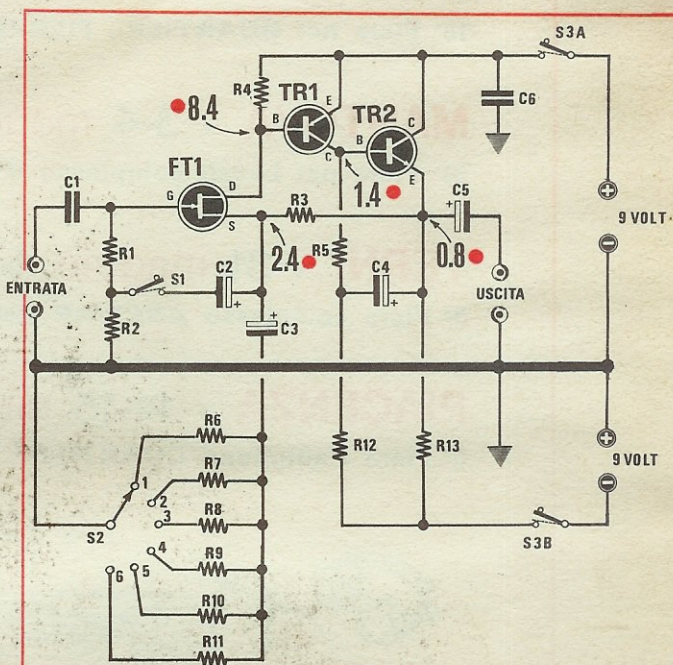 S3A
R4
TR1
E
B
C
TR2
C
B
E
C6
8.4
FT1
D
G
S
C1
R3
1.4
C5
+
9 VOLT
R1
2.4
R5
0.8
ENTRATA
S1
C2
+
C4
+
USCITA
R2
+
C3
R6
R12
R13
9 VOLT
1
R7
2
R8
S2
3
S3B
4
R9
6
5
R10
R11